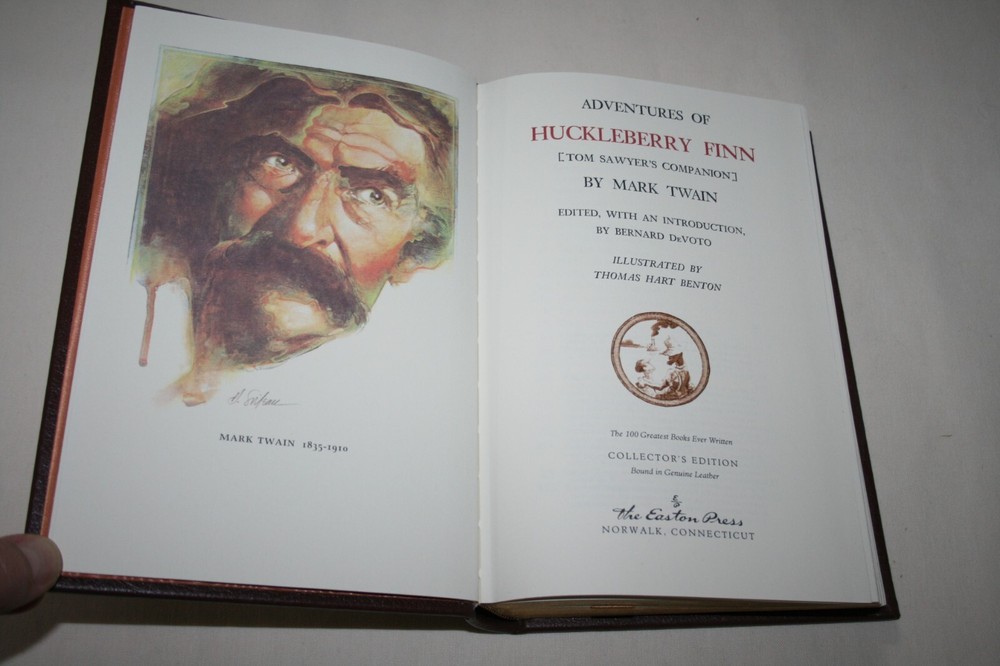 MARK TWAIN 1835-1910
ADVENTURES OF
HUCKLEBERRY FINN
[TOM SAWYER'S COMPANION]
BY MARK TWAIN
EDITED, WITH AN INTRODUCTION,
BY BERNARD DeVOTO
ILLUSTRATED BY
THOMAS HART BENTON
The 100 Greatest Books Ever Written
COLLECTOR'S EDITION
Bound in Genuine Leather
The Easton Press
NORWALK, CONNECTICUT